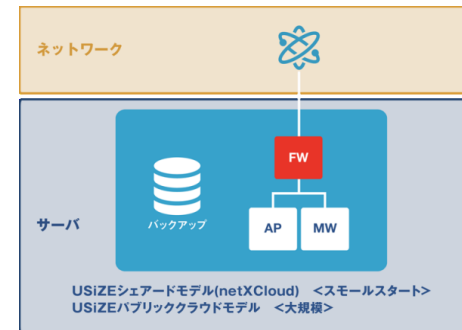 ネットワーク
FW
バックアップ
AP
MW
サーバ
USiZEシェアードモデル(netXCloud) <スモールスタート>
USiZEパブリッククラウドモデル <大規模>